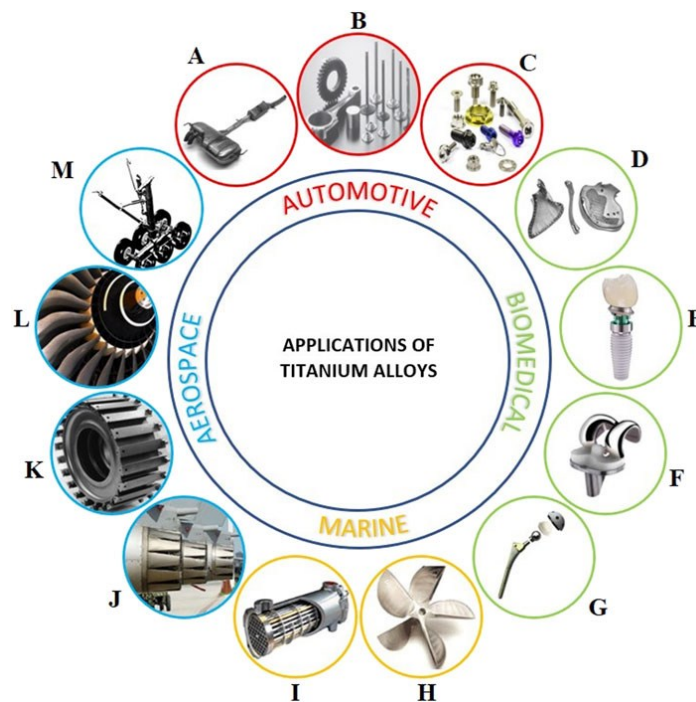 A
B
C
D
E
F
G
H
I
J
K
L
M
AUTOMOTIVE
BIOMEDICAL
MARINE
AEROSPACE
APPLICATIONS OF
TITANIUM ALLOYS